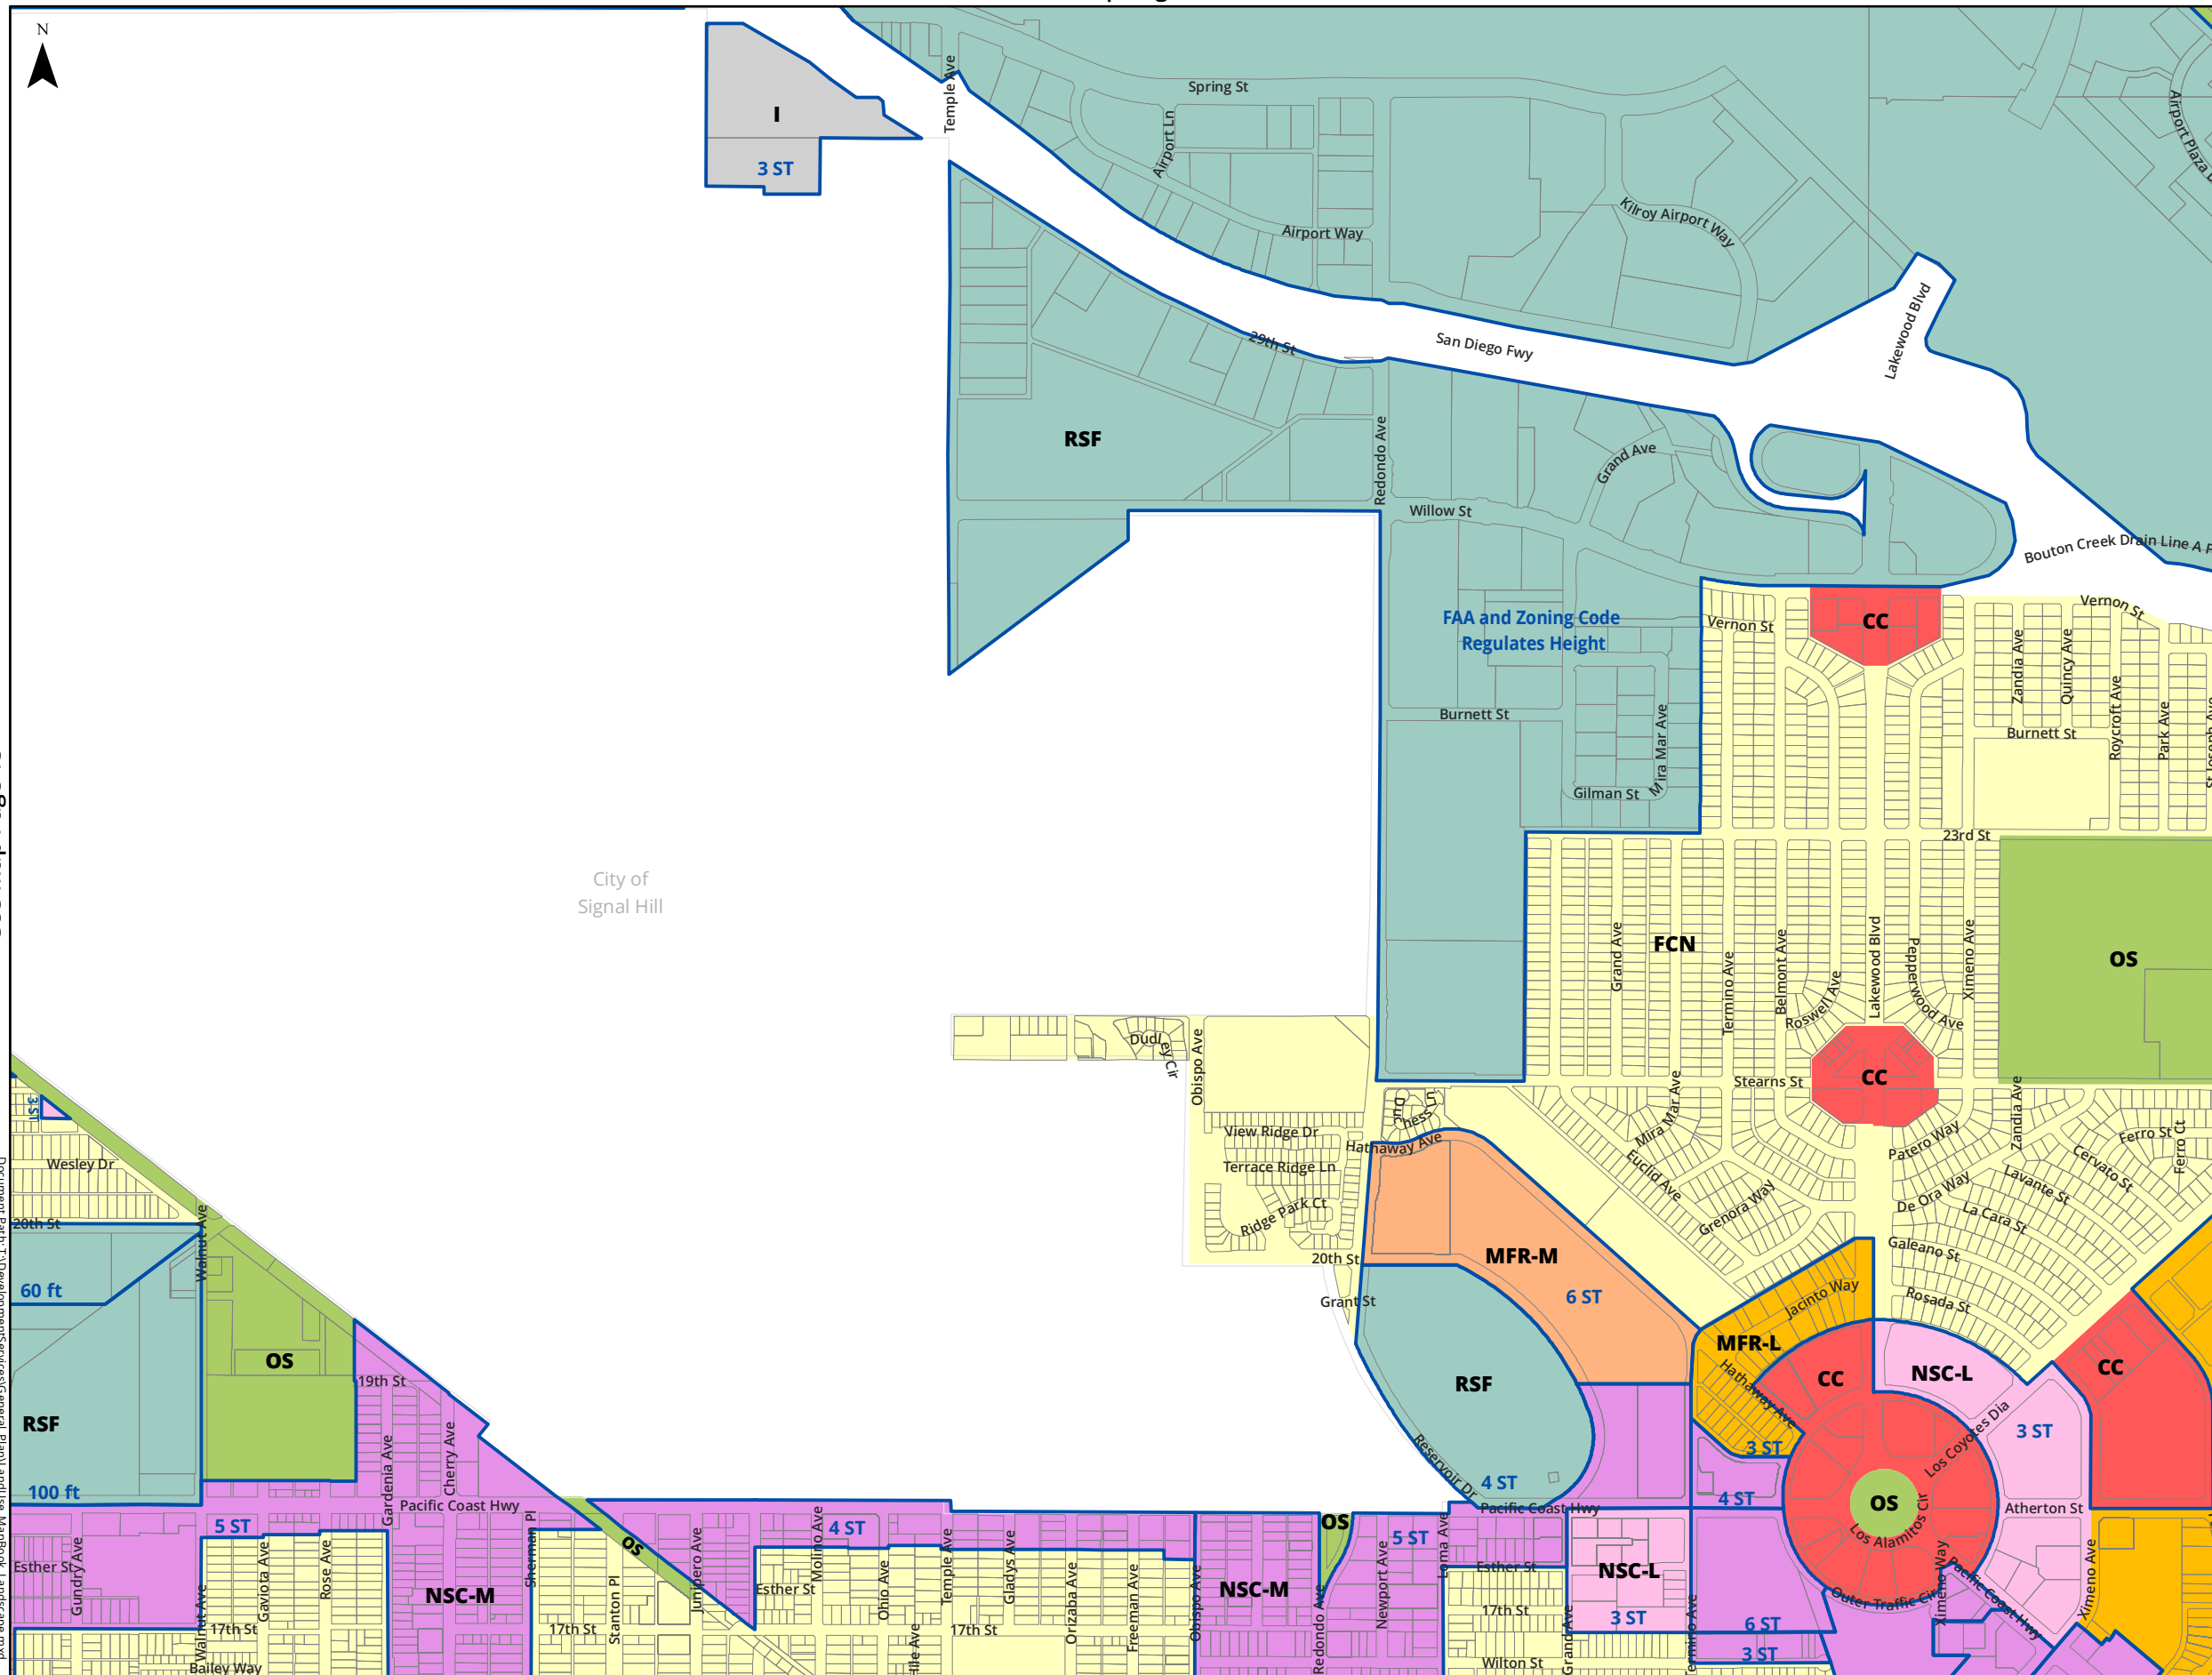 N
Temple Ave
Spring St
Airport Ln
Airport Way
Kilroy Airport Way
I
3 ST
San Diego Fwy
Lakewood Blvd
29th St
RSF
Redondo Ave
Grand Ave
Willow St
Bouton Creek Drain Line A
FAA and Zoning Code
Regulates Height
Vernon St
CC
Vernon St
Zandia Ave
Quincy Ave
Roycroft Ave
Park Ave
Burnett St
Mira Mar Ave
Burnett St
Gilman St
23rd St
City of
Signal Hill
FCN
OS
Grand Ave
Termino Ave
Belmont Ave
Roswell Ave
Lakewood Blvd
Pepperwood Ave
Ximeno Ave
Dudley Cir
Obispo Ave
Stearns St
CC
3 ST
Duchess Ln
View Ridge Dr
Hathaway Ave
Mira Mar Ave
Patero Way
Zandia Ave
Ferro St
Ferro Ct
Wesley Dr
Terrace Ridge Ln
Euclid Ave
Cervato St
Lavante St
De Ora Way
Grenora Way
La Cara St
Ridge Park Ct
20th St
Walnut Ave
20th St
MFR-M
Galeano St
60 ft
6 ST
Grant St
Jacinto Way
Rosada St
OS
MFR-L
19th St
RSF
CC
NSC-L
CC
Hathaway Ave
RSF
Gardenia Ave
Cherry Ave
Los Coyotes Dia
3 ST
3 ST
Reservoir Dr
100 ft
4 ST
4 ST
Pacific Coast Hwy
Pacific Coast Hwy
OS
Atherton St
Los Alamitos Cir
5 ST
Sherman Pl
OS
4 ST
OS
5 ST
Esther St
Gundry Ave
Gaviota Ave
Rose Ave
NSC-M
Stanton Pl
Junipero Ave
Esther St
Molino Ave
Ohio Ave
Temple Ave
Gladys Ave
Orizaba Ave
Freeman Ave
Obispo Ave
NSC-M
Redondo Ave
Newport Ave
Loma Ave
Esther St
NSC-L
Outer Traffic Cir
Ximeno Way
Pacific Coast Hwy
Ximeno Ave
Walnut Ave
17th St
17th St
17th St
17th St
Grand Ave
3 ST
6 ST
3 ST
Bailey Way
Wilton St